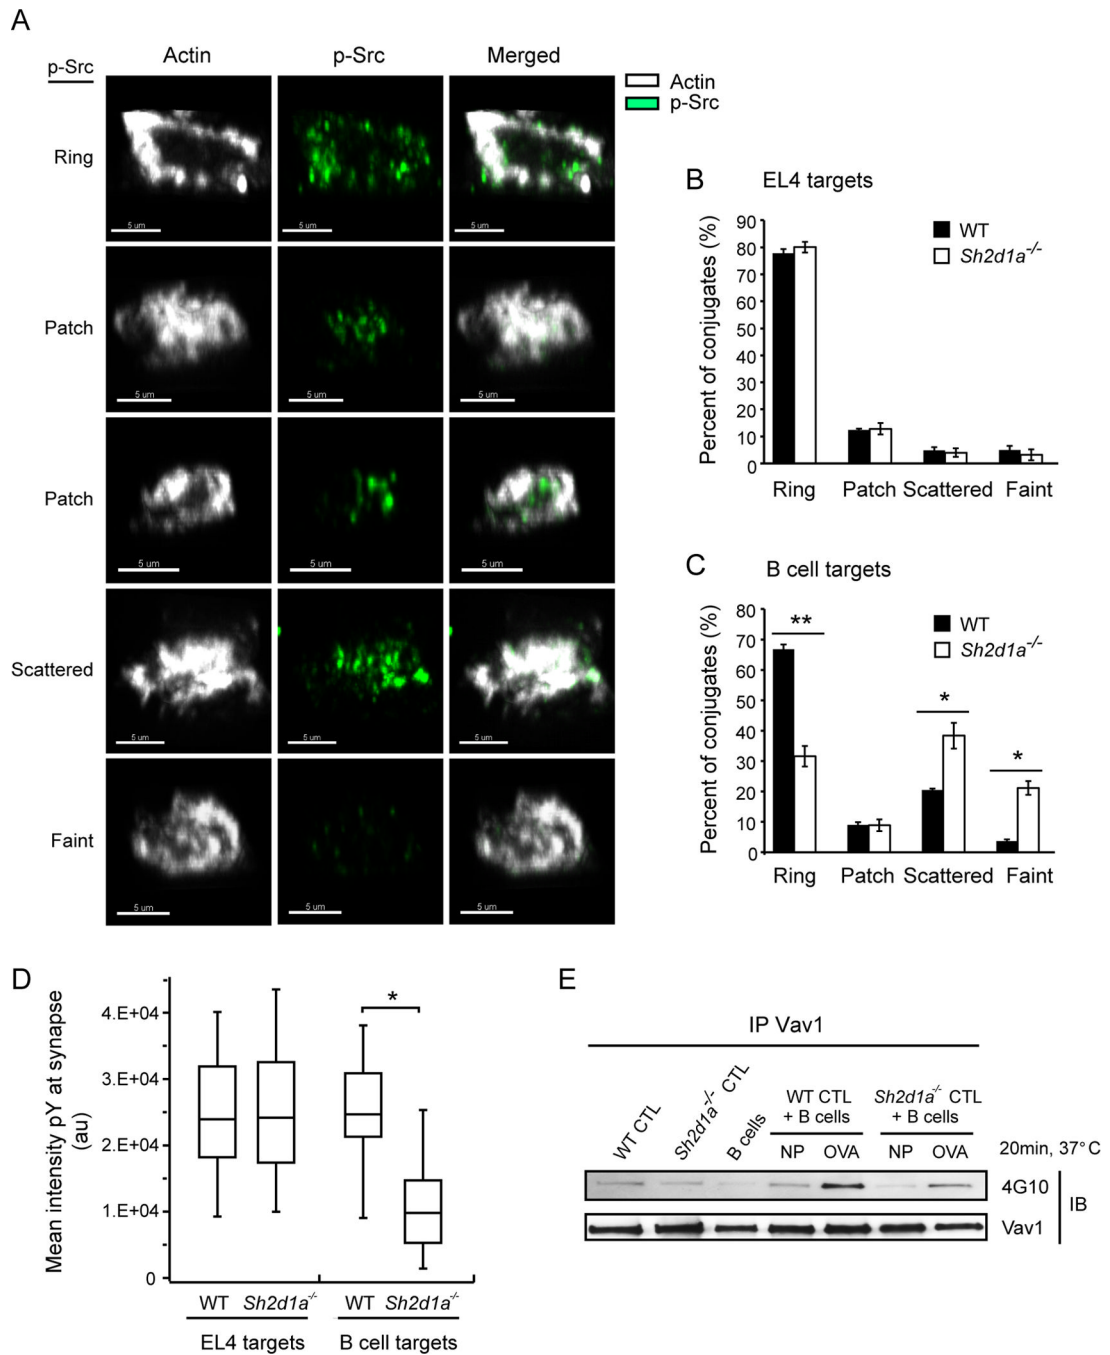 A
Actin
p-Src
Merged
p-Src
Actin
p-Src
Ring
5 um
5 um
5 um
Patch
5 um
5 um
5 um
Patch
5 um
5 um
5 um
Scattered
5 um
5 um
5 um
Faint
5 um
5 um
5 um
B
EL4 targets
Percent of conjugates (%)
90
80
70
60
50
40
30
20
10
0
WT
Sh2d1a-/-
Ring
Patch
Scattered
Faint
C
B cell targets
Percent of conjugates (%)
80
70
60
50
40
30
20
10
0
WT
Sh2d1a-/-
**
*
*
Ring
Patch
Scattered
Faint
D
Mean intensity pY at synapse
(au)
4.E+04
3.E+04
2.E+04
1.E+04
0
*
WT
Sh2d1a-/-
WT
Sh2d1a-/-
EL4 targets
B cell targets
E
IP Vav1
WT CTL
Sh2d1a-/- CTL
B cells
WT CTL
+ B cells
Sh2d1a-/- CTL
+ B cells
NP
OVA
NP
OVA
20min, 37°C
4G10
Vav1
IB